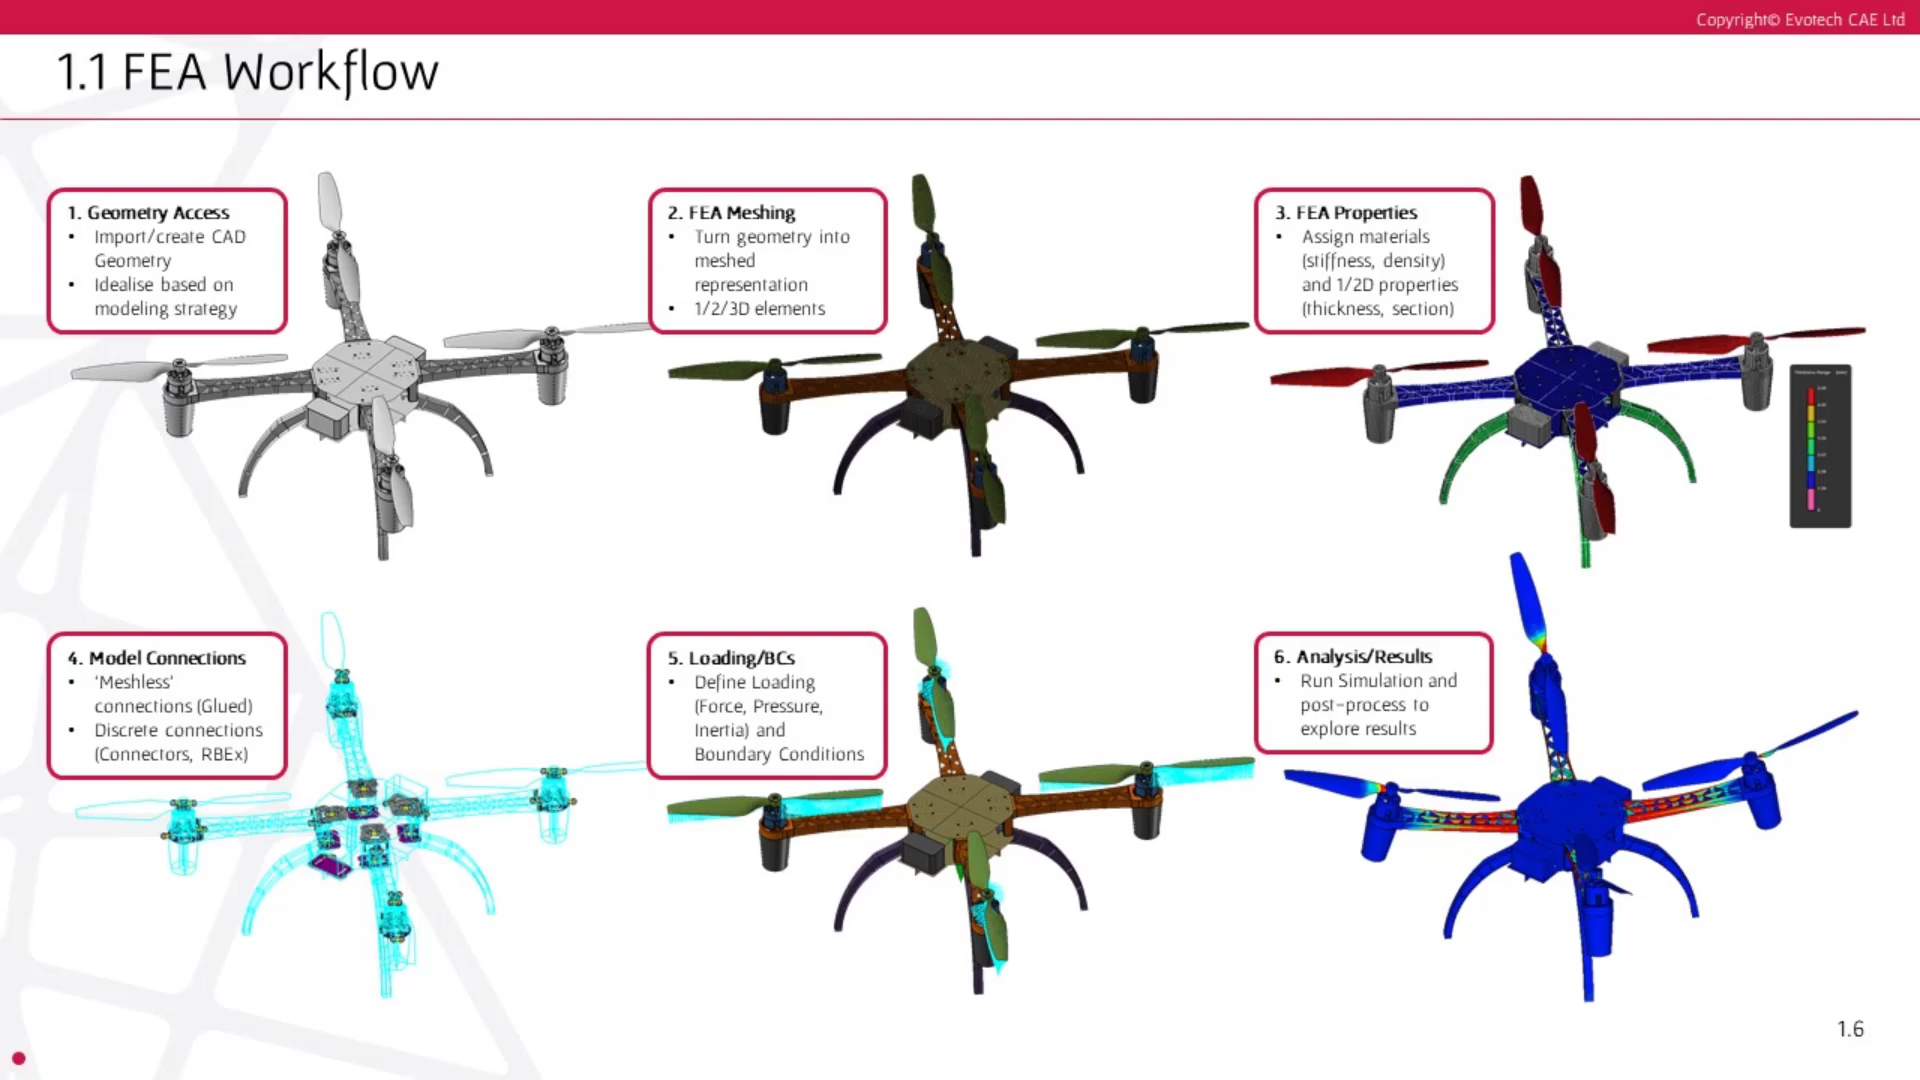 Copyright© Evotech CAE Ltd
1.1 FEA Workflow
1. Geometry Access
• Import/create CAD
Geometry
• Idealise based on
modeling strategy
2. FEA Meshing
• Turn geometry into
meshed
representation
• 1/2/3D elements
3. FEA Properties
• Assign materials
(stiffness, density)
and 1/2D properties
(thickness, section)
4. Model Connections
• 'Meshless'
connections (Glued)
• Discrete connections
(Connectors, RBEx)
5. Loading/BCs
• Define Loading
(Force, Pressure,
Inertia) and
Boundary Conditions
6. Analysis/Results
• Run Simulation and
post-process to
explore results
1.6